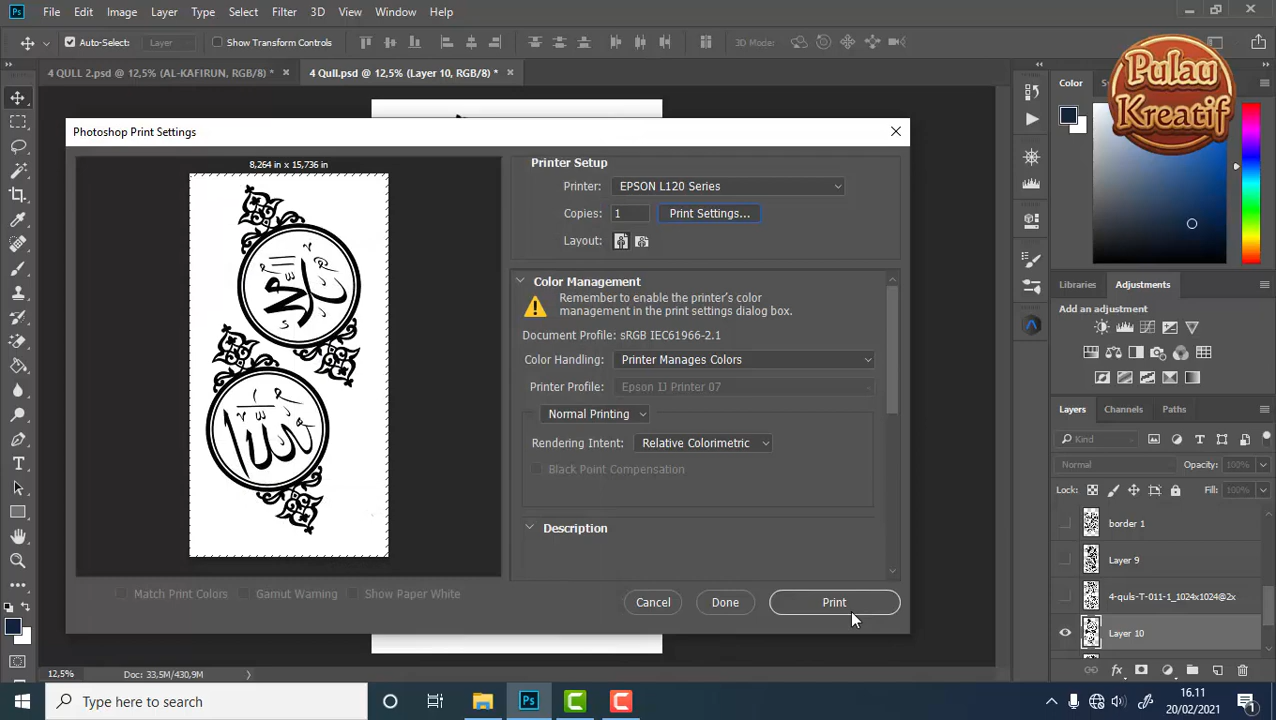 Ps File Edit Image Layer Type Select Filter 3D View Window Help
Auto-Select: Layer Show Transform Controls 3D Mode:
4 QULL 2.psd @ 12,5% (AL-KAFIRUN, RGB/8) * 4 Qull.psd @ 12,5% (Layer 10, RGB/8) *
Pulau
Kreatif
Color
Photoshop Print Settings
8,264 in x 15,736 in
Printer Setup
Printer: EPSON L120 Series
Copies: 1 Print Settings...
Layout:
Color Management
Remember to enable the printer's color
management in the print settings dialog box.
Document Profile: sRGB IEC61966-2.1
Color Handling: Printer Manages Colors
Printer Profile: Epson IJ Printer 07
Normal Printing
Rendering Intent: Relative Colorimetric
Black Point Compensation
Description
Match Print Colors Gamut Warning Show Paper White
Cancel Done Print
Libraries Adjustments
Add an adjustment
Layers Channels Paths
Kind
Normal Opacity: 100%
Lock: Fill: 100%
border 1
Layer 9
4-quls-T-011-1_1024x1024@2x
Layer 10
12,5% Doc: 33,5M/430,9M
Type here to search
Ps
16.11
20/02/2021
1